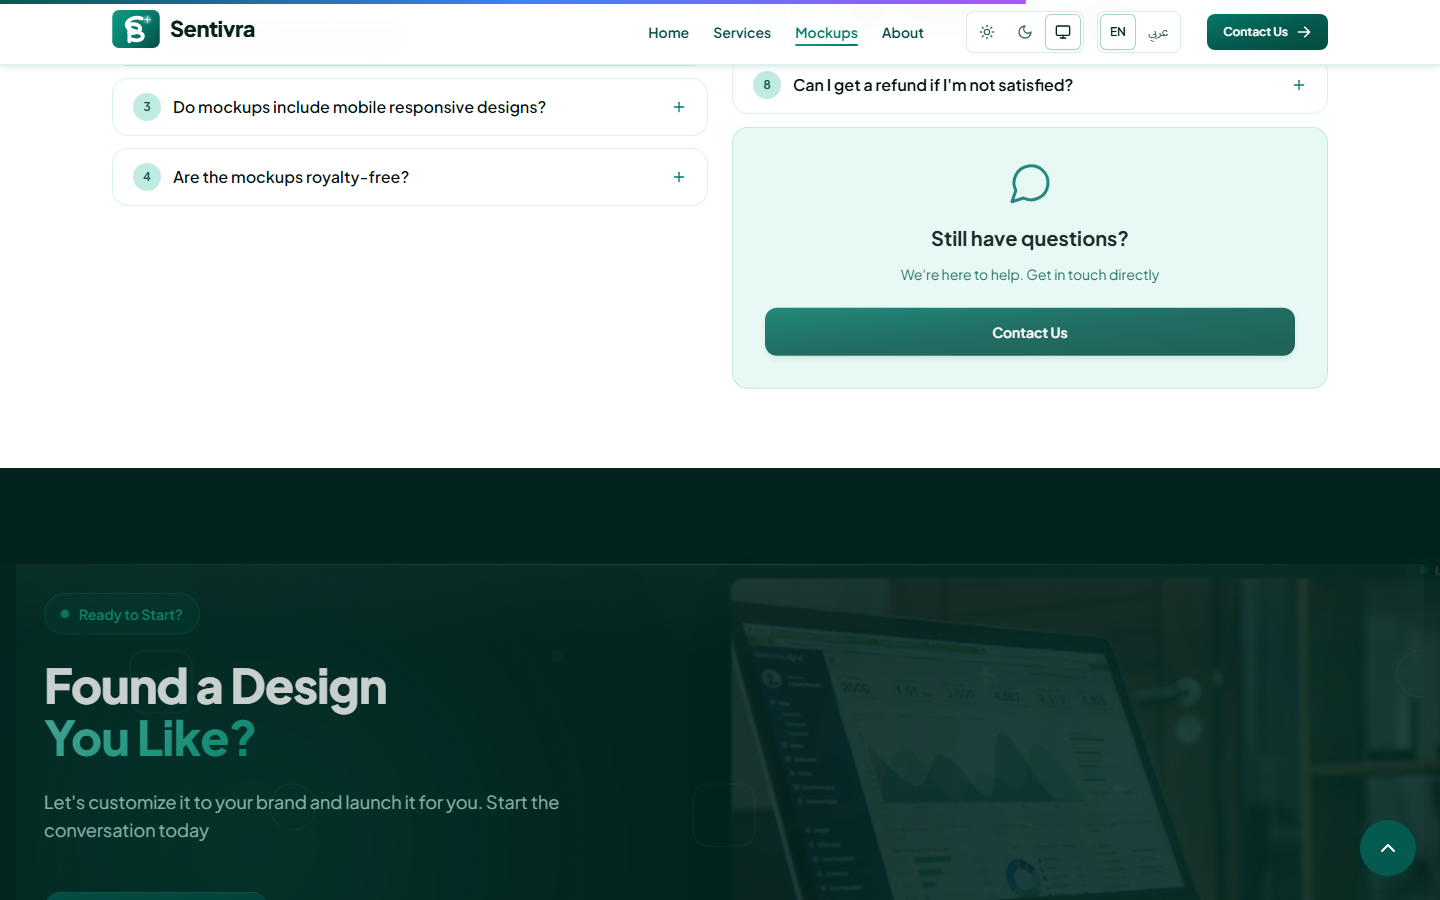 Sentivra
Home
Services
Mockups
About
EN
عربي
Contact Us
3
Do mockups include mobile responsive designs?
4
Are the mockups royalty-free?
8
Can I get a refund if I'm not satisfied?
Still have questions?
We're here to help. Get in touch directly
Contact Us
Ready to Start?
Found a Design
You Like?
Let's customize it to your brand and launch it for you. Start the
conversation today